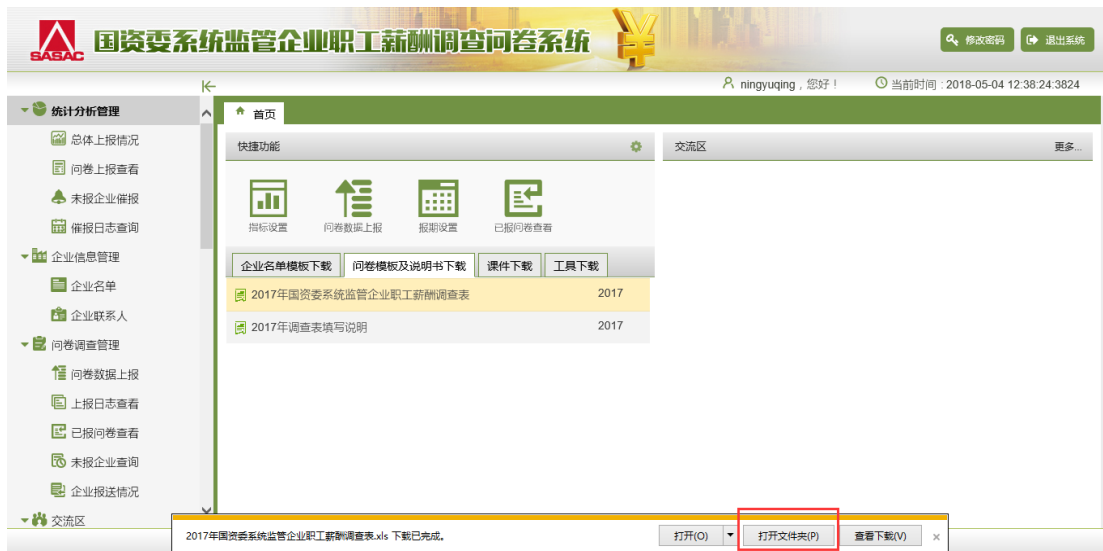 SASAC 国资委系统监管企业职工薪酬调查问卷系统 修改密码 退出系统
ningyuqing，您好！ 当前时间：2018-05-04 12:38:24:3824
统计分析管理
总体上报情况
问卷上报查看
未报企业催报
催报日志查询
企业信息管理
企业名单
企业联系人
问卷调查管理
问卷数据上报
上报日志查看
已报问卷查看
未报企业查询
企业报送情况
交流区
首页
快捷功能
指标设置 问卷数据上报 报期设置 已报问卷查看
企业名单模板下载 问卷模板及说明书下载 课件下载 工具下载
2017年国资委系统监管企业职工薪酬调查表 2017
2017年调查表填写说明 2017
交流区 更多...
2017年国资委系统监管企业职工薪酬调查表.xls 下载已完成。 打开(O) 打开文件夹(P) 查看下载(V) ×